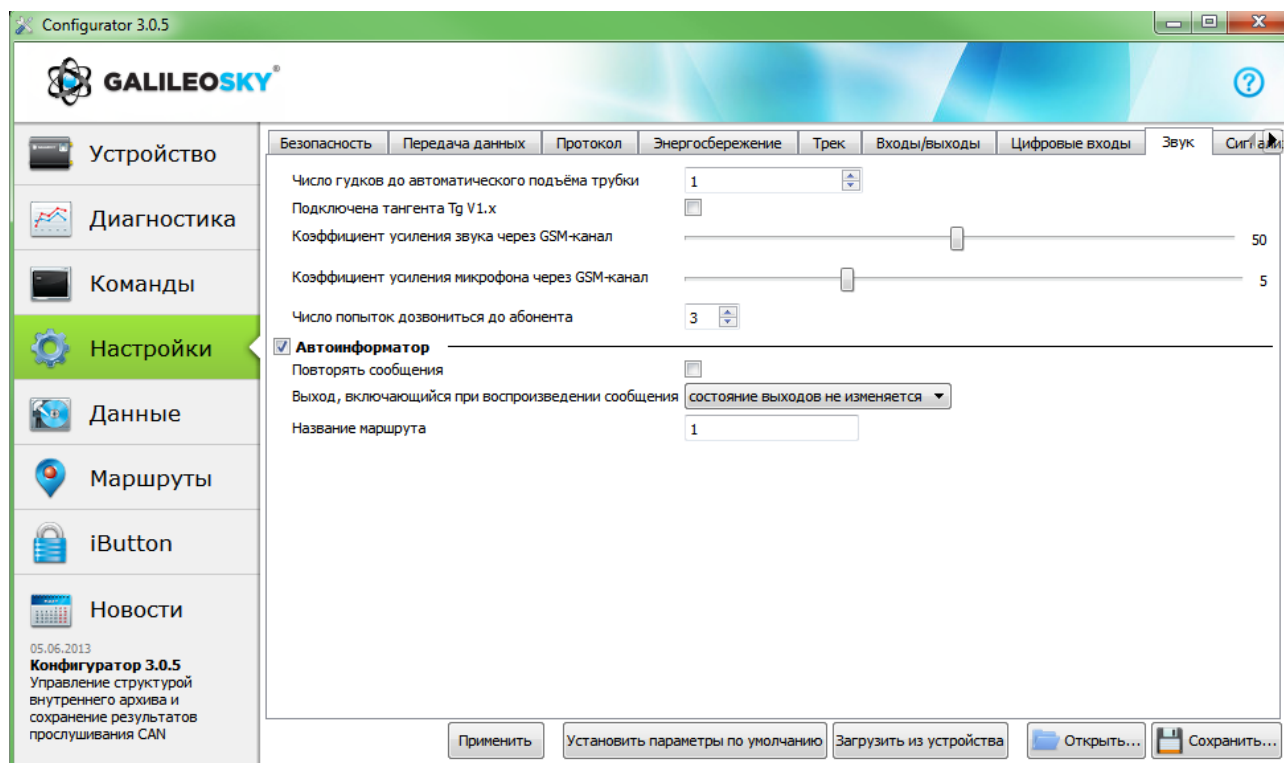 Configurator 3.0.5
GALILEOSKY®
?
Устройство
Диагностика
Команды
Настройки
Данные
Маршруты
iButton
Новости
05.06.2013
Конфигуратор 3.0.5
Управление структурой
внутреннего архива и
сохранение результатов
прослушивания CAN
Безопасность Передача данных Протокол Энергосбережение Трек Входы/выходы Цифровые входы Звук
Число гудков до автоматического подъёма трубки 1
Подключена тангента Tg V1.x
Коэффициент усиления звука через GSM-канал 50
Коэффициент усиления микрофона через GSM-канал 5
Число попыток дозвониться до абонента 3
Автоинформатор
Повторять сообщения
Выход, включающийся при воспроизведении сообщения состояние выходов не изменяется
Название маршрута 1
Применить Установить параметры по умолчанию Загрузить из устройства Открыть... Сохранить...